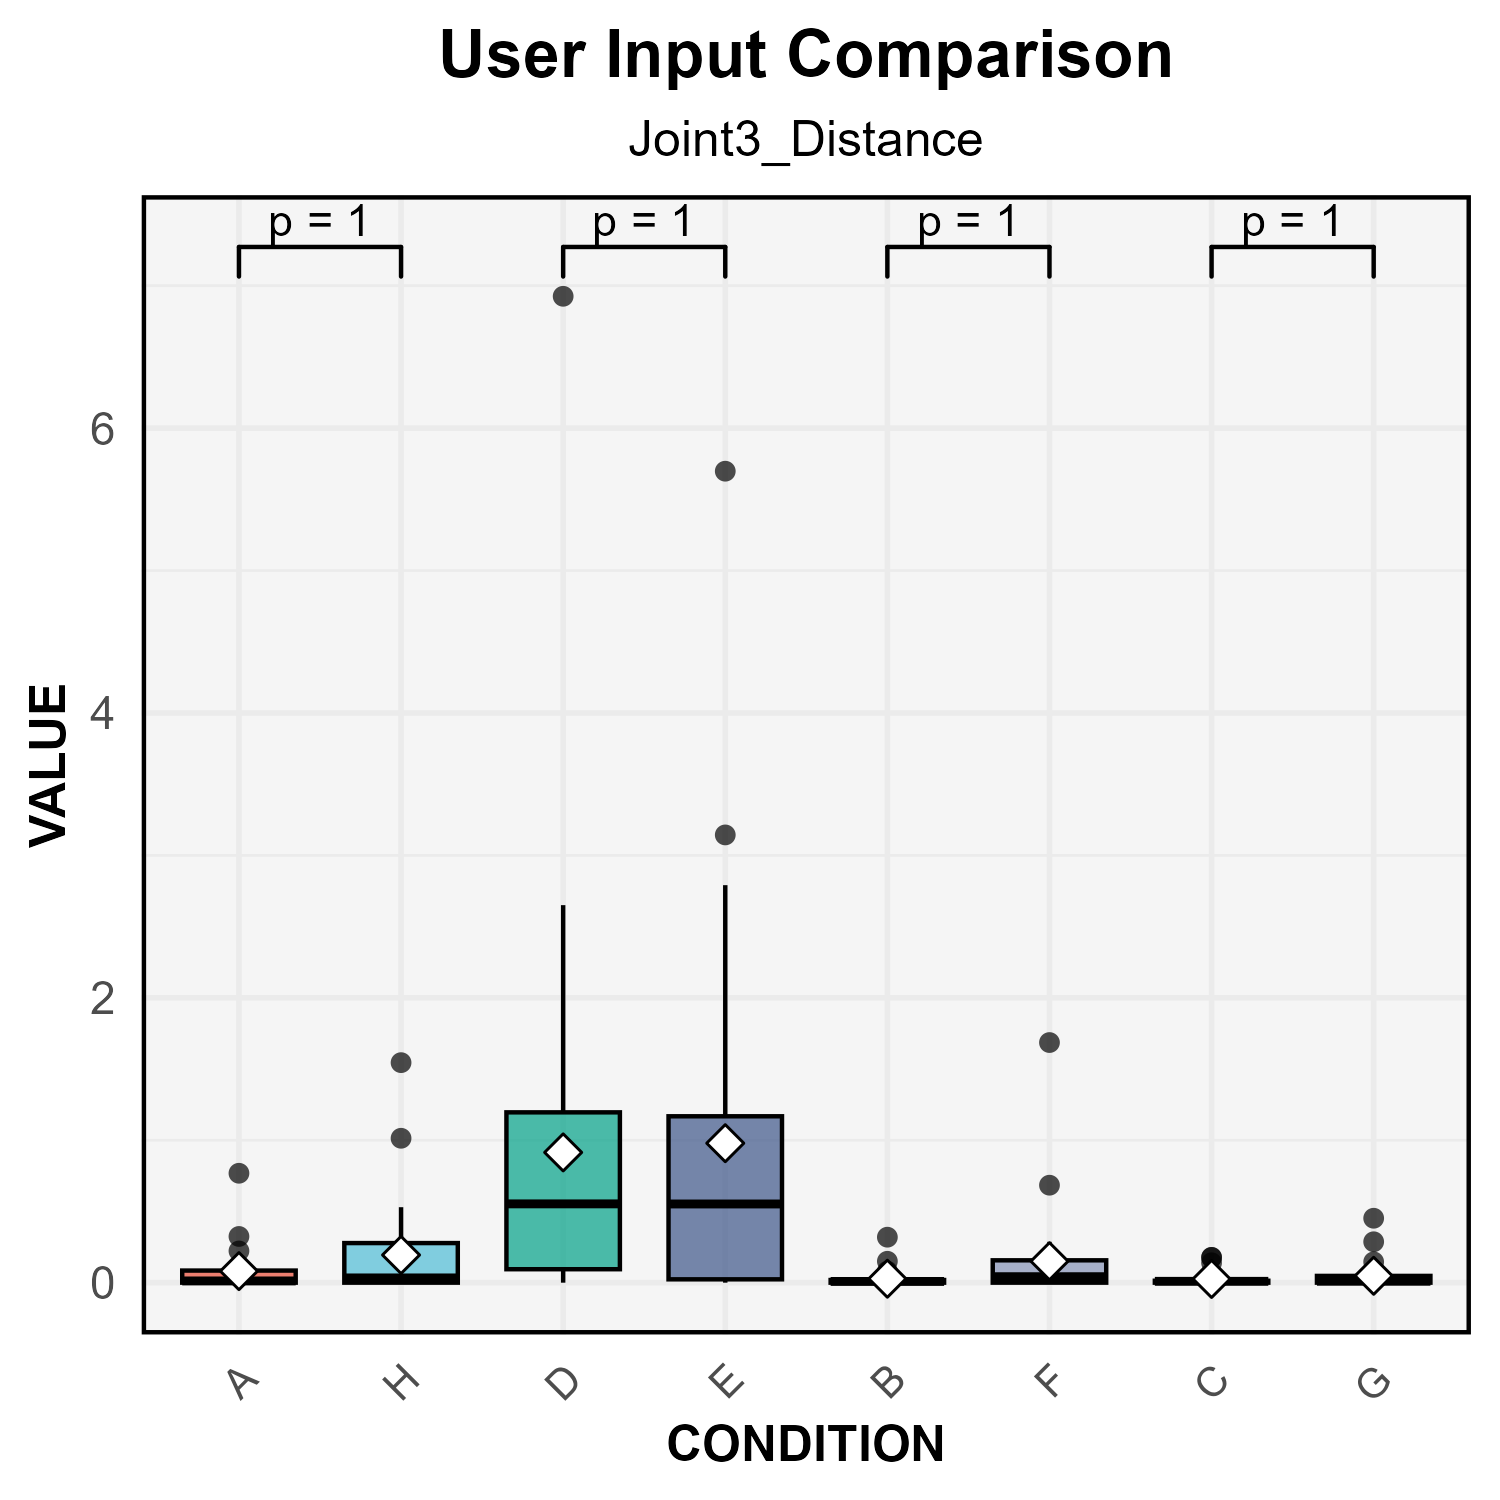 User Input Comparison
Joint3_Distance
p = 1 p = 1 p = 1 p = 1
6
4
2
0
VALUE
A H D E B F C G
CONDITION